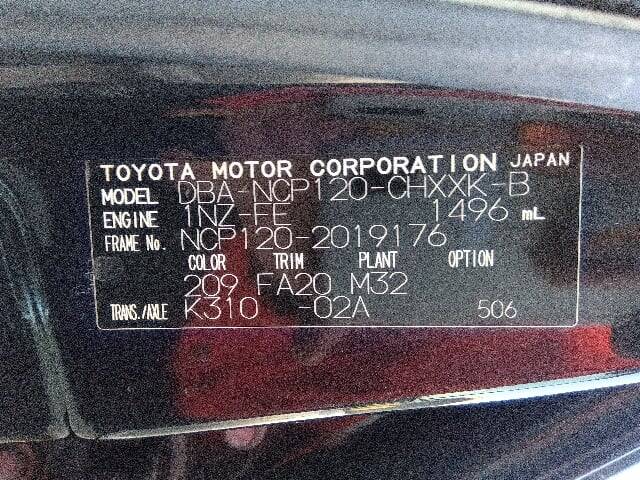 TOYOTA MOTOR CORPORATION JAPAN
MODEL DBA-NCP120-CHXXK-B
ENGINE 1NZ-FE 1496 mL
FRAME No. NCP120-2019176
COLOR TRIM PLANT OPTION
209 FA20 M32
TRANS./AXLE K310 -02A 506